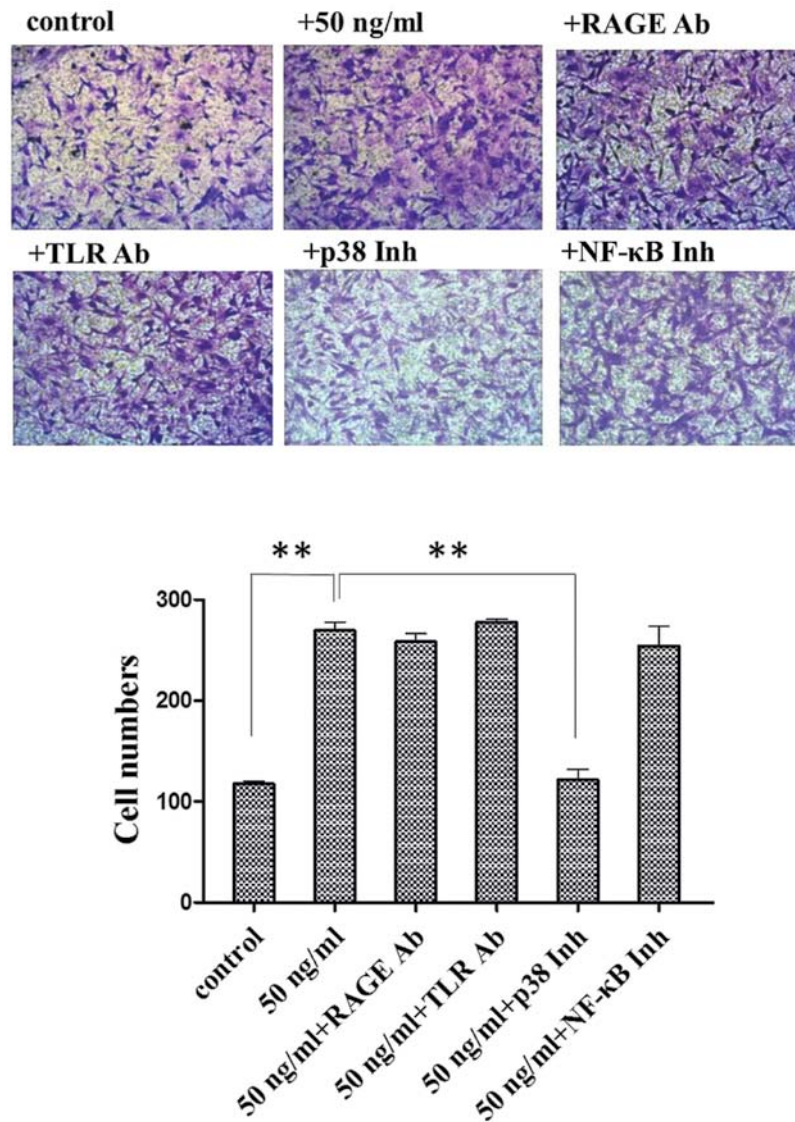 control
+50 ng/ml
+RAGE Ab
+TLR Ab
+p38 Inh
+NF-κB Inh
**
**
300
200
100
0
Cell numbers
control
50 ng/ml
50 ng/ml+RAGE Ab
50 ng/ml+TLR Ab
50 ng/ml+p38 Inh
50 ng/ml+NF-κB Inh